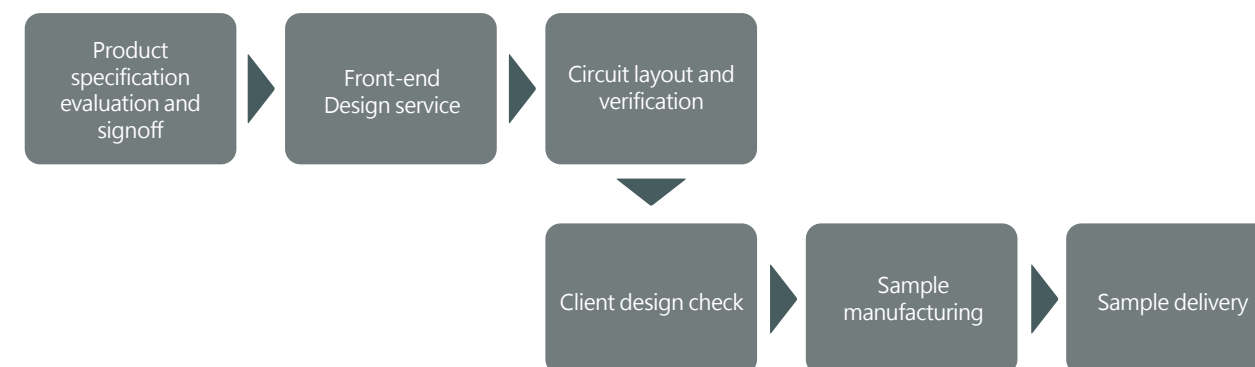 Product
specification
evaluation and
signoff
Front-end
Design service
Circuit layout and
verification
Client design check
Sample
manufacturing
Sample delivery